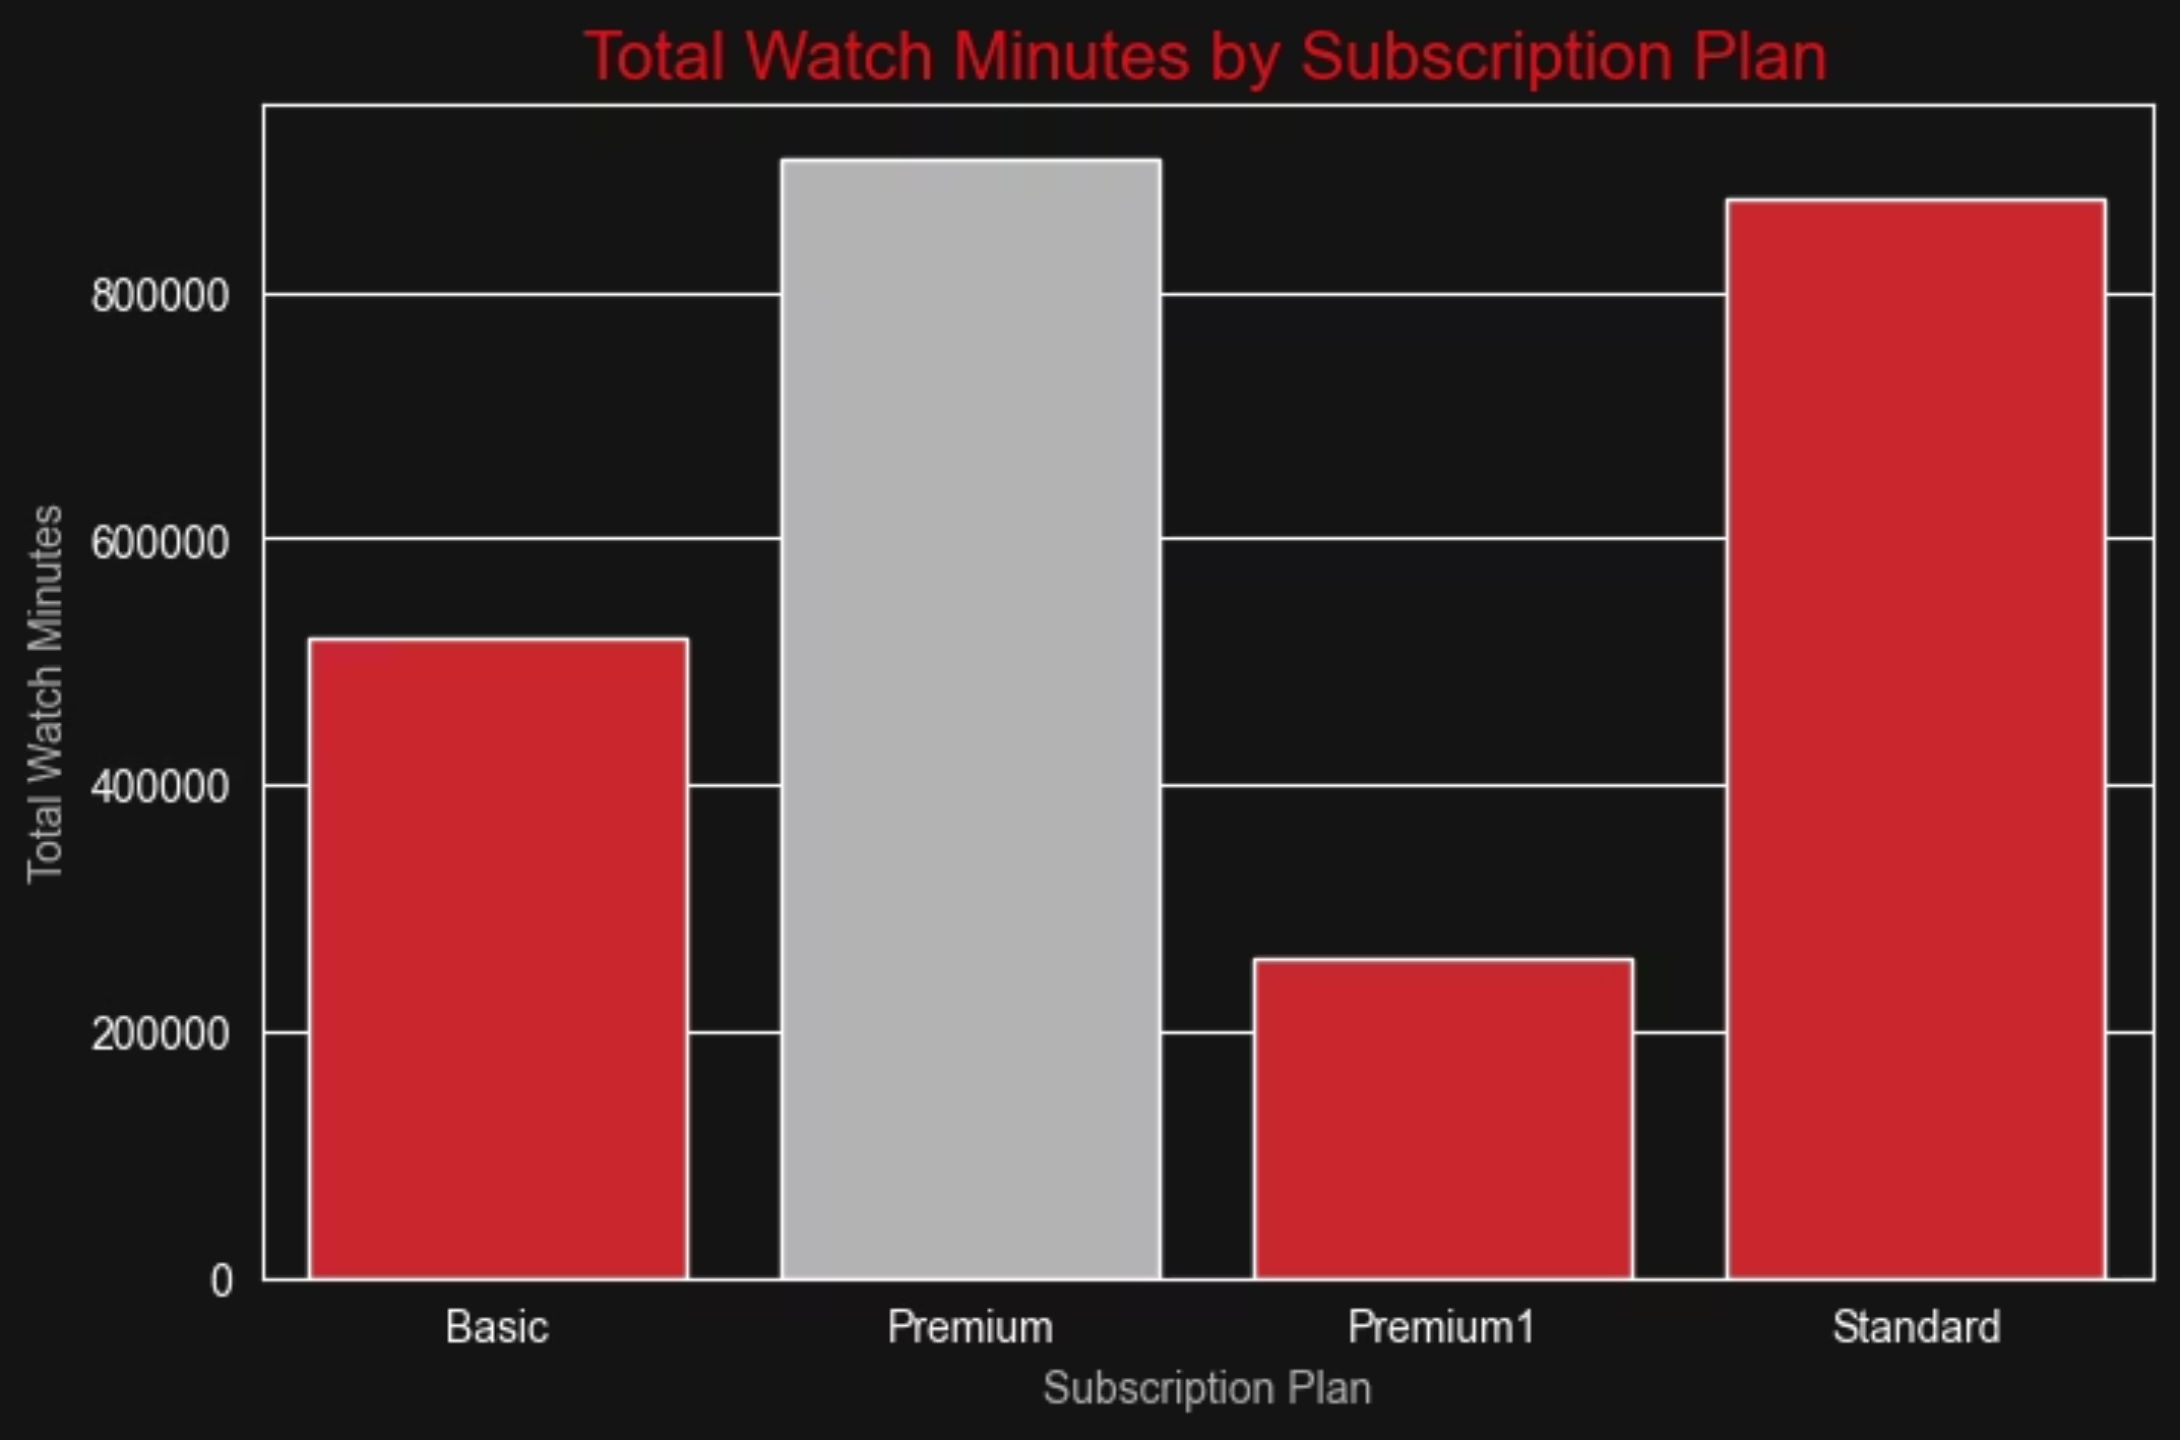 Total Watch Minutes by Subscription Plan
Total Watch Minutes
800000
600000
400000
200000
0
Basic
Premium
Premium1
Standard
Subscription Plan